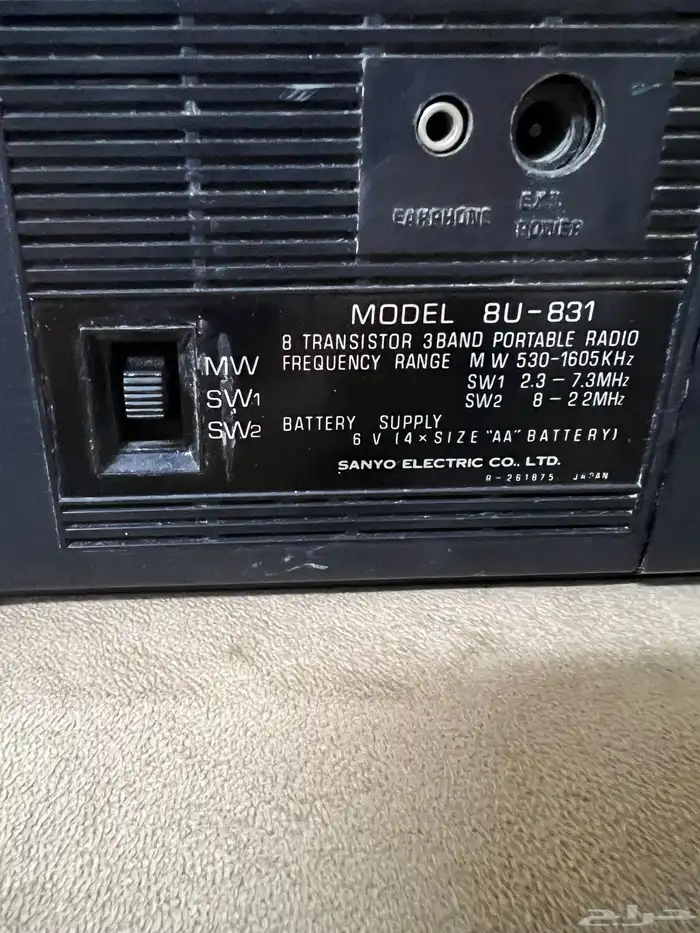 EARPHONE
EXT.
POWER
MODEL 8U-831
8 TRANSISTOR 3BAND PORTABLE RADIO
FREQUENCY RANGE MW 530-1605KHz
SW1 2.3-7.3MHz
SW2 8-22MHz
BATTERY SUPPLY
6V (4×SIZE "AA" BATTERY)
SANYO ELECTRIC CO., LTD.
R-261875 JAPAN
MW
SW1
SW2
حراج